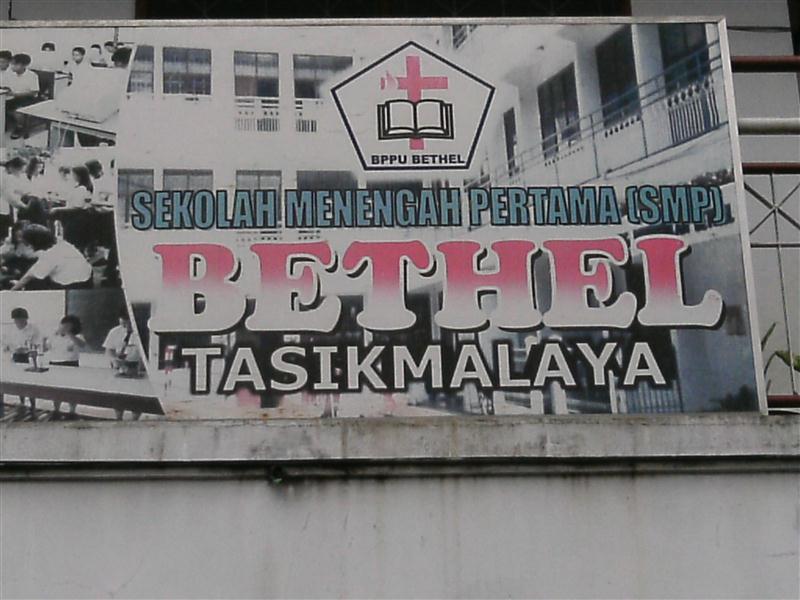 BPPU BETHEL
SEKOLAH MENENGAH PERTAMA (SMP)
BETHEL
TASIKMALAYA